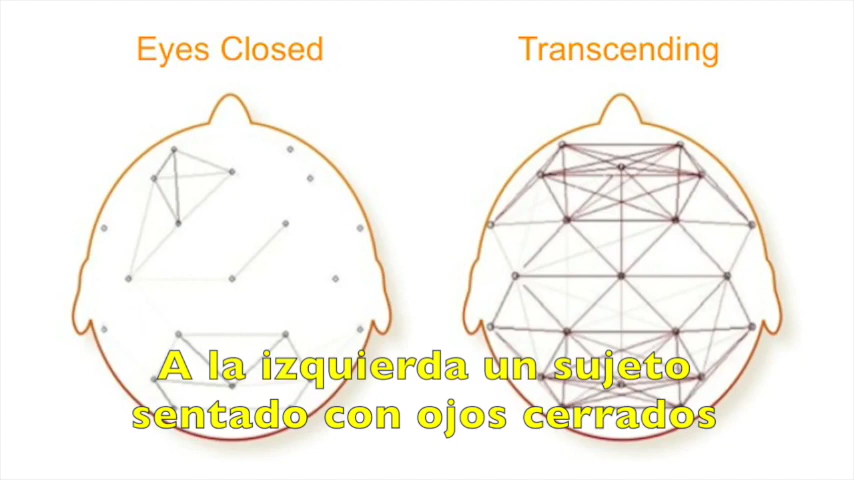 Eyes Closed
Transcending
A la izquierda un sujeto
sentado con ojos cerrados